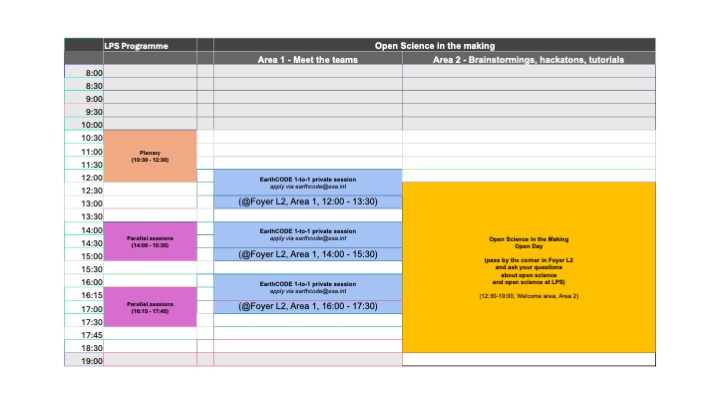 LPS Programme
Open Science in the making
Area 1 - Meet the teams
Area 2 - Brainstormings, hackatons, tutorials
8:00
8:30
9:00
9:30
10:00
10:30
11:00
11:30
12:00
12:30
13:00
13:30
14:00
14:30
15:00
15:30
16:00
16:15
17:00
17:30
17:45
18:30
19:00
Plenary
(10:30 - 12:30)
Parallel sessions
(14:00 - 15:30)
Parallel sessions
(16:15 - 17:45)
EarthCODE 1-to-1 private session
apply via earthcode@esa.int
(@Foyer L2, Area 1, 12:00 - 13:30)
EarthCODE 1-to-1 private session
apply via earthcode@esa.int
(@Foyer L2, Area 1, 14:00 - 15:30)
EarthCODE 1-to-1 private session
apply via earthcode@esa.int
(@Foyer L2, Area 1, 16:00 - 17:30)
Open Science in the Making
Open Day
(pass by the corner in Foyer L2
and ask your questions
about open science
and open science at LPS)
(12:30-19:00, Welcome area, Area 2)